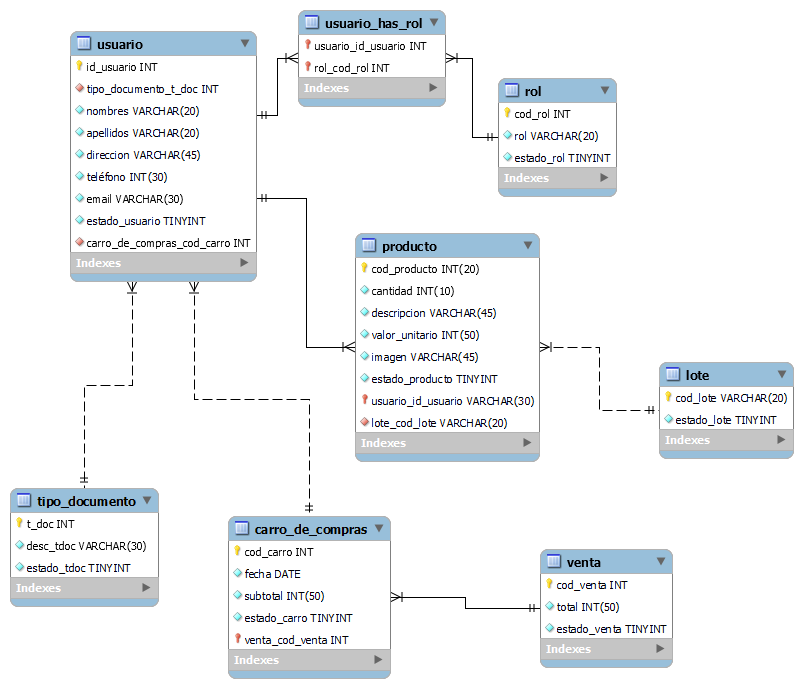 usuario
id_usuario INT
tipo_documento_t_doc INT
nombres VARCHAR(20)
apellidos VARCHAR(20)
direccion VARCHAR(45)
teléfono INT(30)
email VARCHAR(30)
estado_usuario TINYINT
carro_de_compras_cod_carro INT
Indexes
usuario_has_rol
usuario_id_usuario INT
rol_cod_rol INT
Indexes
rol
cod_rol INT
rol VARCHAR(20)
estado_rol TINYINT
Indexes
producto
cod_producto INT(20)
cantidad INT(10)
descripcion VARCHAR(45)
valor_unitario INT(50)
imagen VARCHAR(45)
estado_producto TINYINT
usuario_id_usuario VARCHAR(30)
lote_cod_lote VARCHAR(20)
Indexes
lote
cod_lote VARCHAR(20)
estado_lote TINYINT
Indexes
tipo_documento
t_doc INT
desc_tdoc VARCHAR(30)
estado_tdoc TINYINT
Indexes
carro_de_compras
cod_carro INT
fecha DATE
subtotal INT(50)
estado_carro TINYINT
venta_cod_venta INT
Indexes
venta
cod_venta INT
total INT(50)
estado_venta TINYINT
Indexes